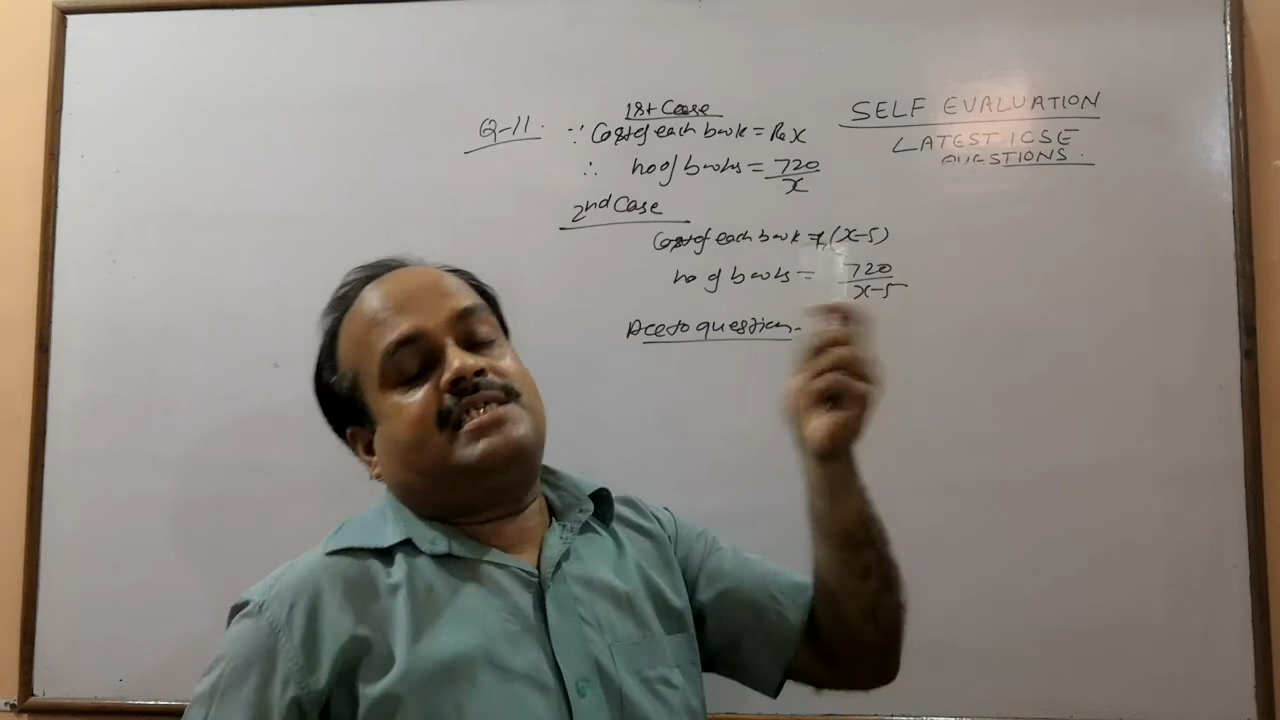 SELF EVALUATION
LATEST ICSE
QUESTIONS.
1st Case
Q-11. ∵ Cost of each book = Rs x
∴ no of books = 720/x
2nd Case
Cost of each book = (x-5)
no of books = 720/x-5
Acc to question.